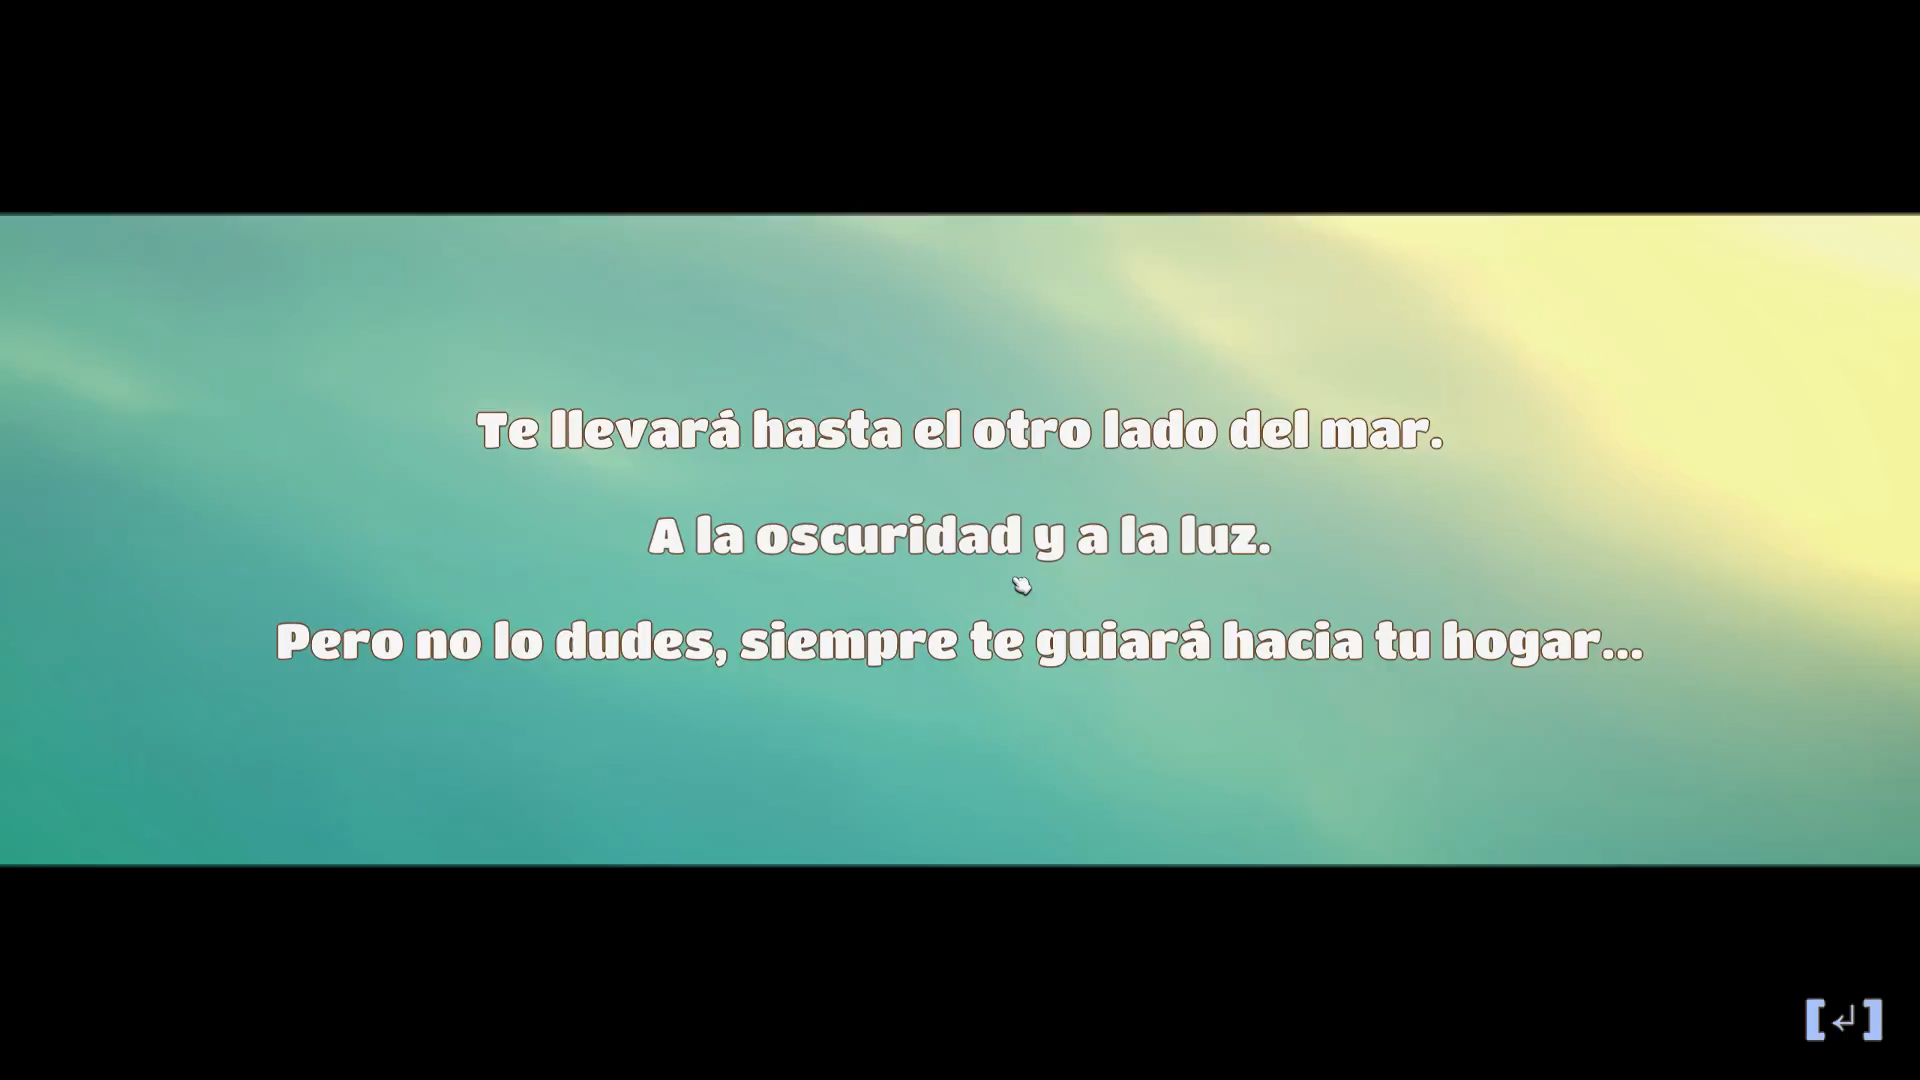 Te llevará hasta el otro lado del mar.
A la oscuridad y a la luz.
Pero no lo dudes, siempre te guiará hacia tu hogar...
[↵]